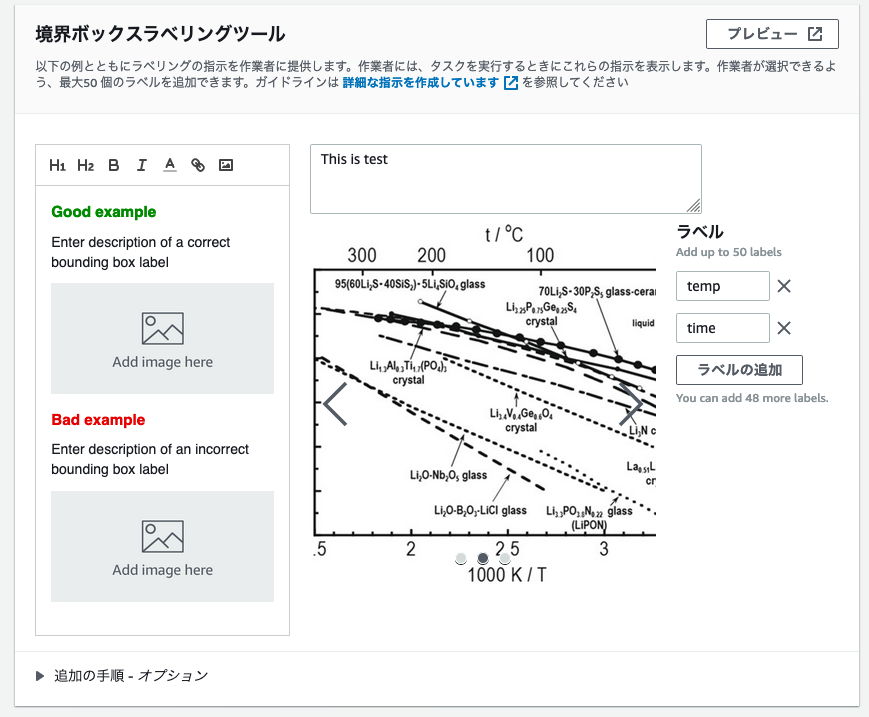 境界ボックスラベリングツール
プレビュー
以下の例とともにラベリングの指示を作業者に提供します。作業者には、タスクを実行するときにこれらの指示を表示します。作業者が選択できるよ
う、最大50 個のラベルを追加できます。ガイドラインは 詳細な指示を作成しています を参照してください
H1 H2 B I A
Good example
Enter description of a correct
bounding box label
Add image here
Bad example
Enter description of an incorrect
bounding box label
Add image here
This is test
t / °C
300 200 100
95(60Li₂S・40SiS₂)・5Li₄SiO₄ glass
70Li₂S・30P₂S₅ glass-cerar
Li₃.₂₅P₀.₇₅Ge₀.₂₅S₄
crystal
liquid
Li₁.₃Al₀.₃Ti₁.₇(PO₄)₃
crystal
Li₃.₄V₀.₆Ge₀.₆O₄
crystal
Li₃N c
La₀.₅₁L
cr
Li₂O-Nb₂O₅ glass
Li₂O-B₂O₃-LiCl glass
Li₃.₃PO₃.₈N₀.₂₂ glass
(LiPON)
.5 2 2.5 3
1000 K / T
ラベル
Add up to 50 labels
temp
time
ラベルの追加
You can add 48 more labels.
追加の手順 - オプション